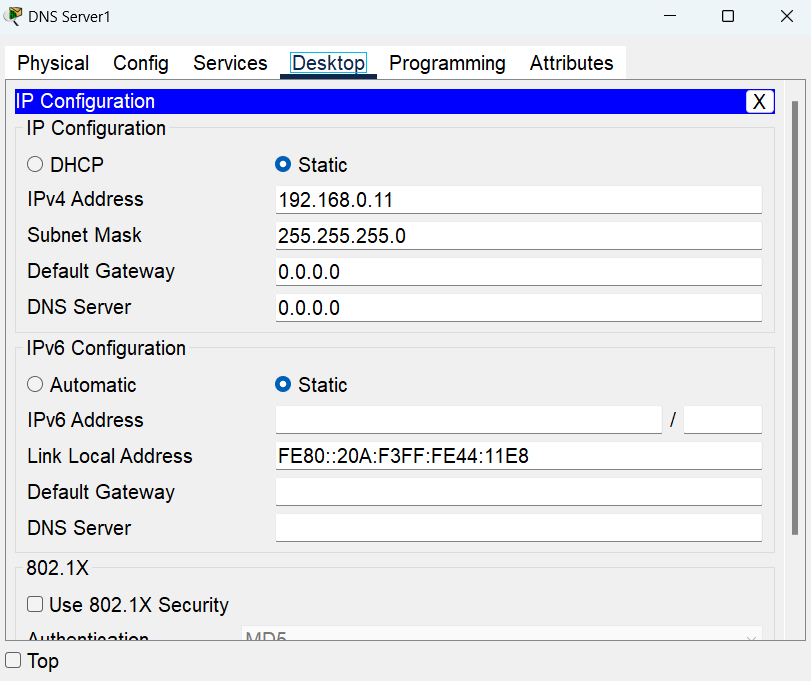 DNS Server1
Physical Config Services Desktop Programming Attributes
IP Configuration X
IP Configuration
DHCP Static
IPv4 Address 192.168.0.11
Subnet Mask 255.255.255.0
Default Gateway 0.0.0.0
DNS Server 0.0.0.0
IPv6 Configuration
Automatic Static
IPv6 Address /
Link Local Address FE80::20A:F3FF:FE44:11E8
Default Gateway
DNS Server
802.1X
Use 802.1X Security
Authentication MD5
Top